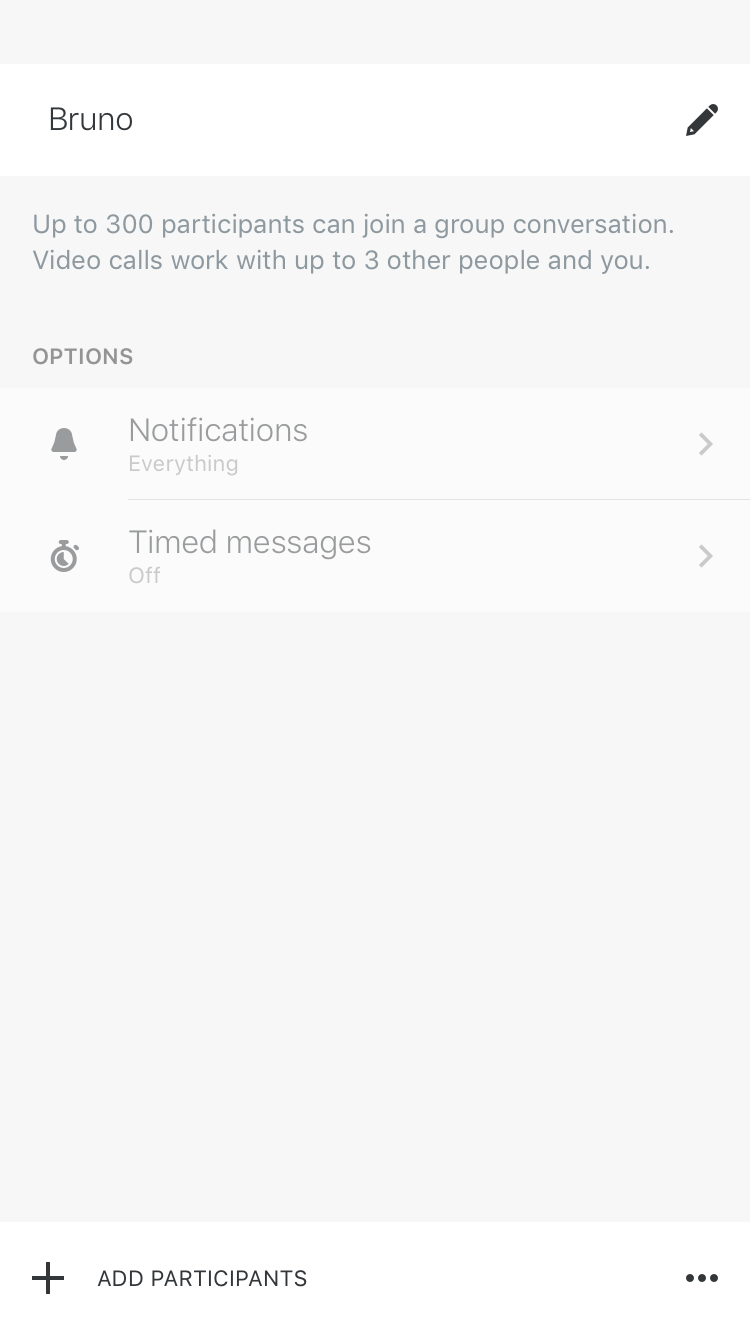 Bruno
Up to 300 participants can join a group conversation.
Video calls work with up to 3 other people and you.
OPTIONS
Notifications
Everything
Timed messages
Off
ADD PARTICIPANTS